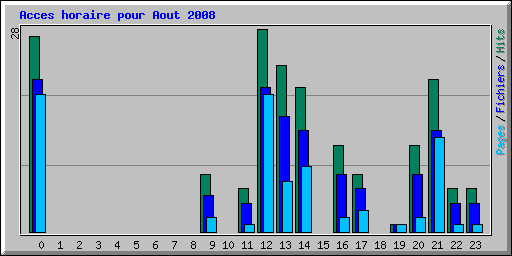 Acces horaire pour Aout 2008
28
Pages / Fichiers / Hits
0 1 2 3 4 5 6 7 8 9 10 11 12 13 14 15 16 17 18 19 20 21 22 23